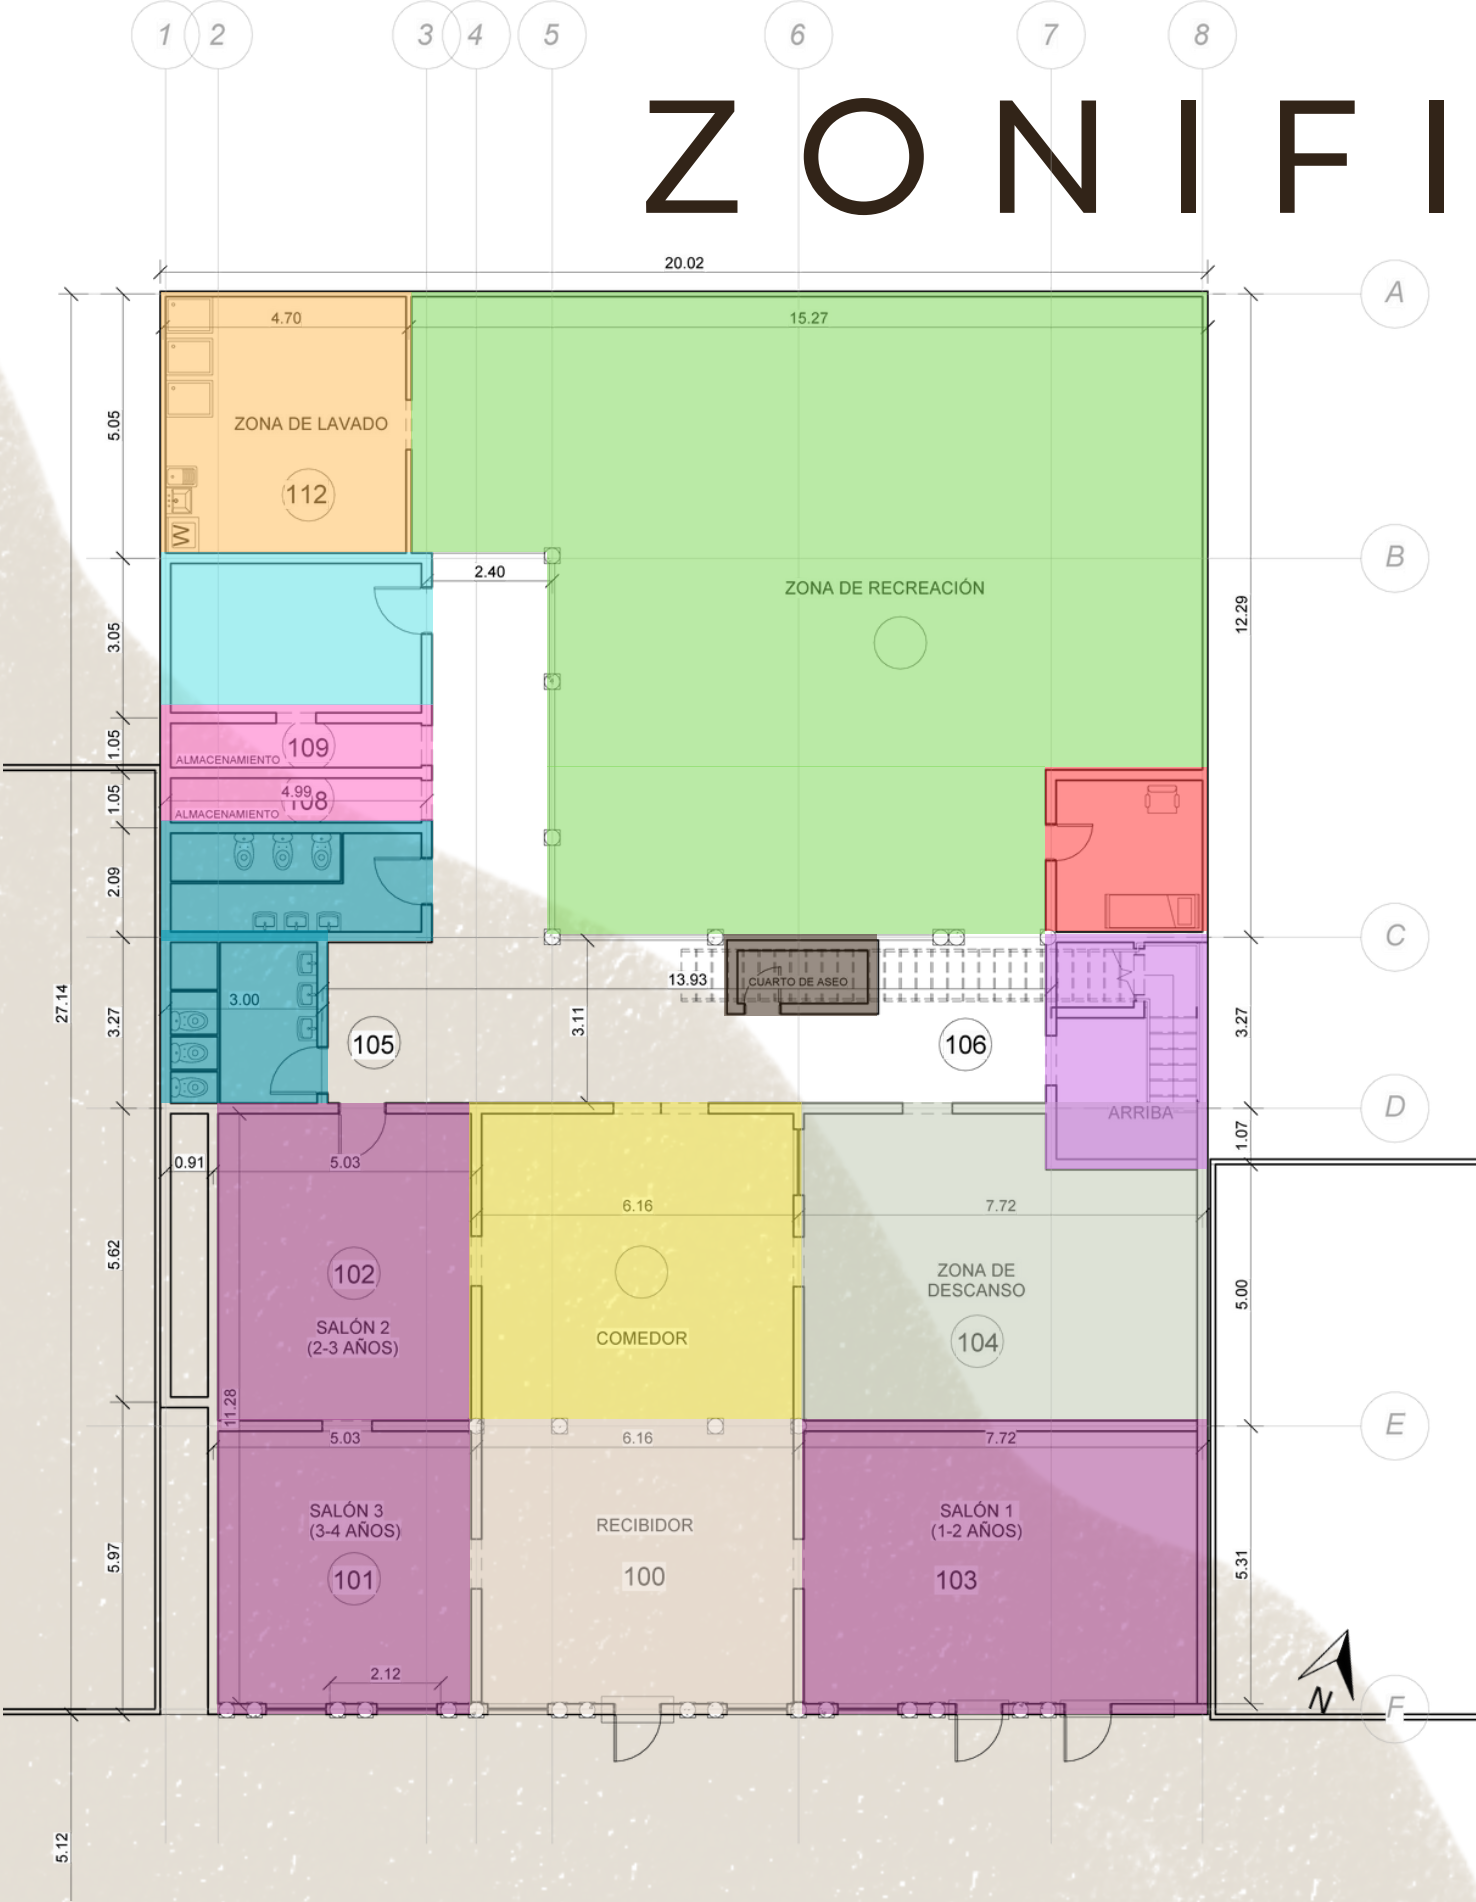 1 2 3 4 5 6 7 8
ZONIFI
20.02
A
4.70 15.27
5.05
ZONA DE LAVADO
112
W
B
2.40
ZONA DE RECREACIÓN
12.29
3.05
109
ALMACENAMIENTO
1.05
4.99
108
ALMACENAMIENTO
1.05
2.09
C
13.93
CUARTO DE ASEO
3.00
27.14
3.27
3.11
3.27
105
106
D
ARRIBA
1.07
0.91 5.03
6.16 7.72
5.62
102
SALÓN 2
(2-3 AÑOS)
COMEDOR
ZONA DE
DESCANSO
104
5.00
11.28
E
5.03 6.16 7.72
SALÓN 3
(3-4 AÑOS)
101
RECIBIDOR
100
SALÓN 1
(1-2 AÑOS)
103
5.97
5.31
2.12
N
F
5.12